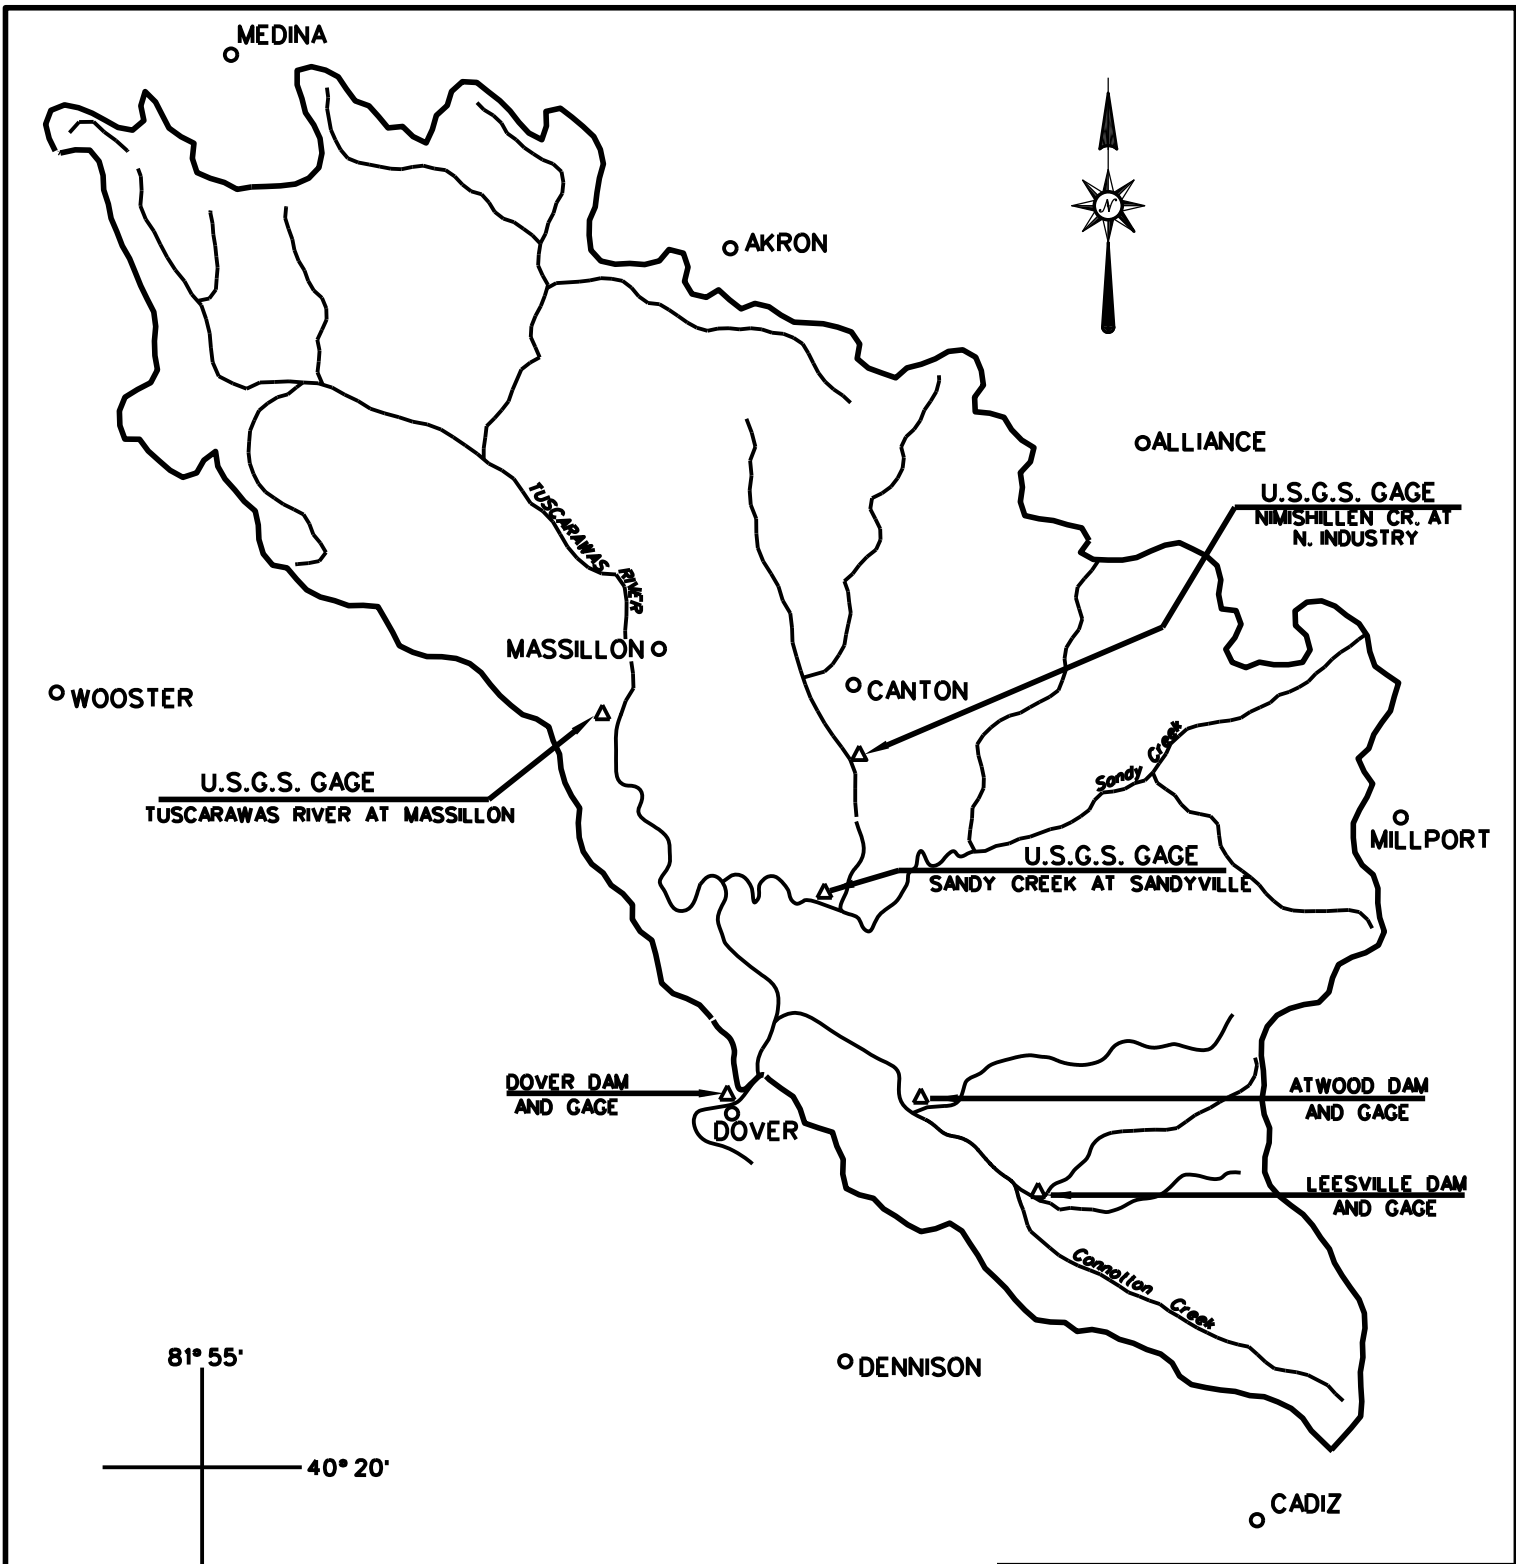 MEDINA
N
AKRON
ALLIANCE
U.S.G.S. GAGE
NIMISHILLEN CR. AT
N. INDUSTRY
TUSCARAWAS RIVER
MASSILLON
CANTON
WOOSTER
Sandy Creek
U.S.G.S. GAGE
TUSCARAWAS RIVER AT MASSILLON
MILLPORT
U.S.G.S. GAGE
SANDY CREEK AT SANDYVILLE
DOVER DAM
AND GAGE
ATWOOD DAM
AND GAGE
DOVER
LEESVILLE DAM
AND GAGE
Connollon Creek
81° 55'
DENNISON
40° 20'
CADIZ